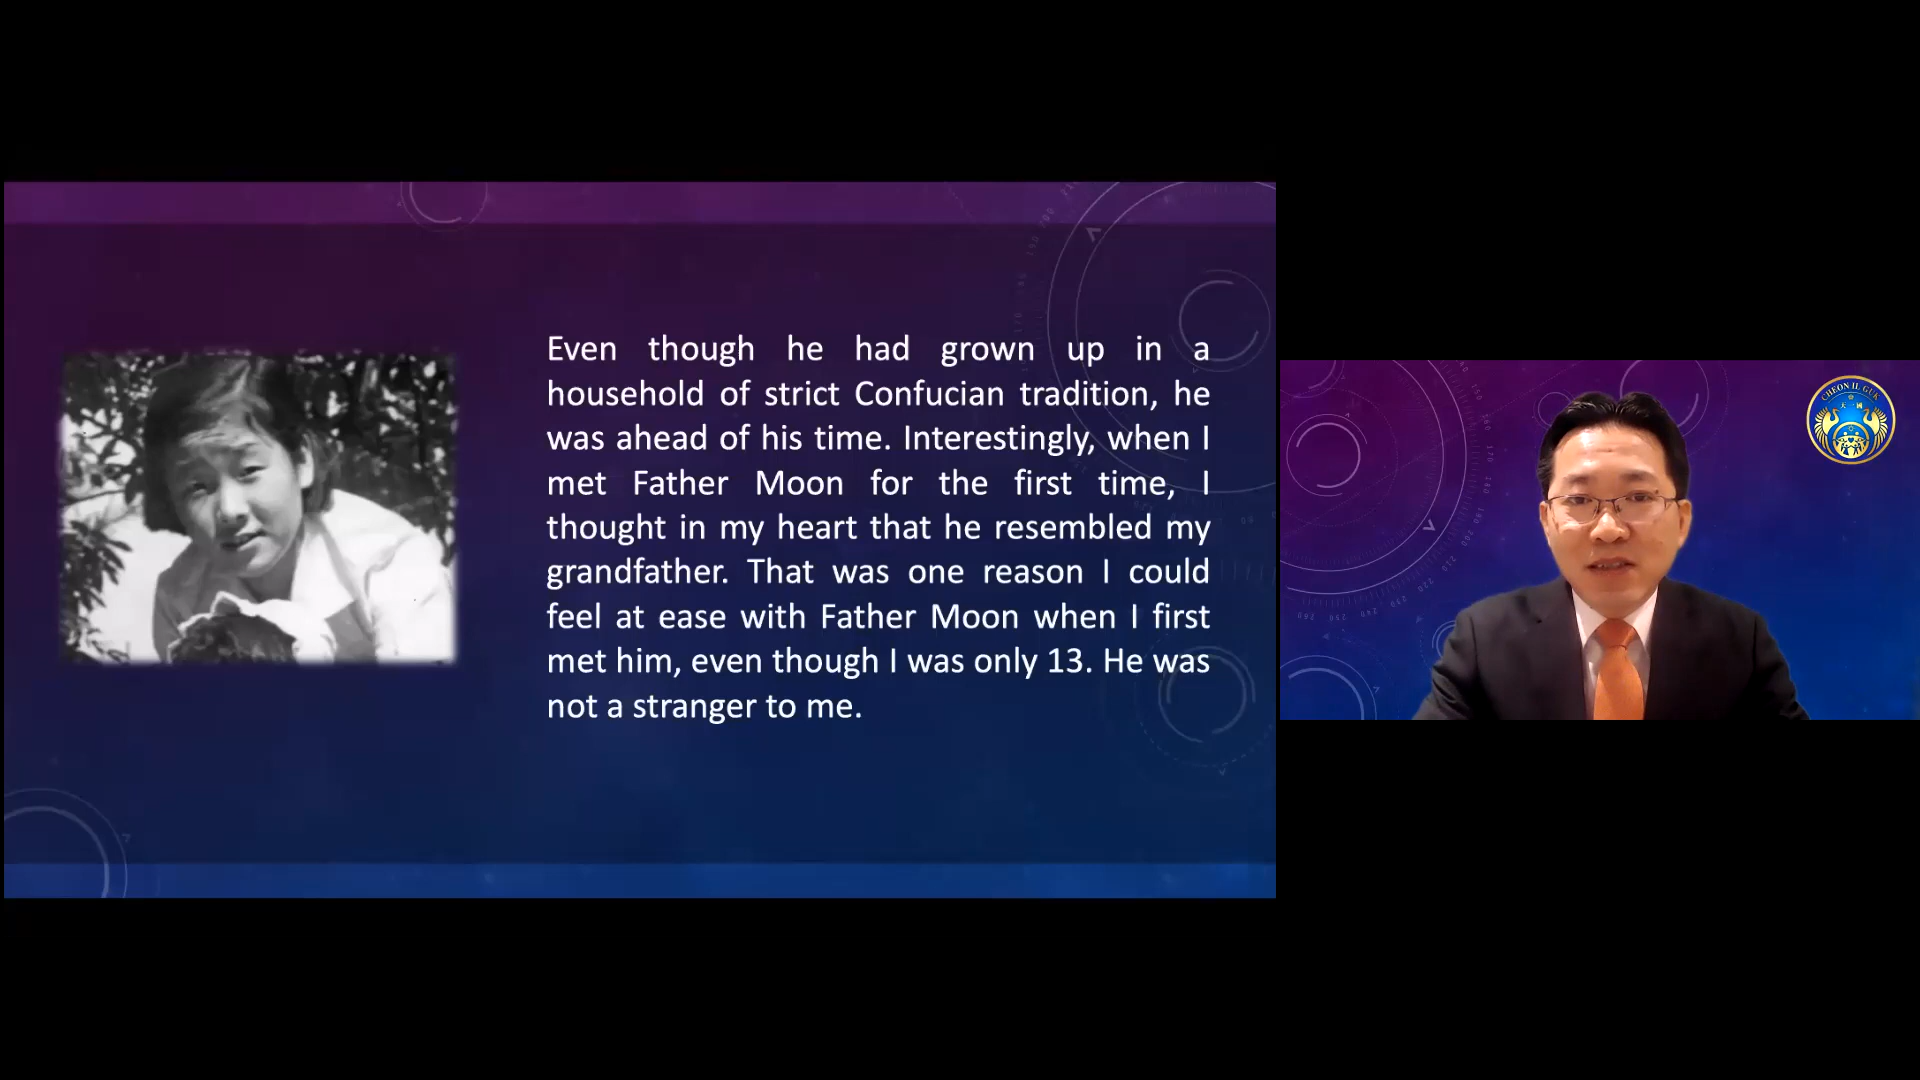 Even though he had grown up in a
household of strict Confucian tradition, he
was ahead of his time. Interestingly, when I
met Father Moon for the first time, I
thought in my heart that he resembled my
grandfather. That was one reason I could
feel at ease with Father Moon when I first
met him, even though I was only 13. He was
not a stranger to me.
CHEON IL GUK